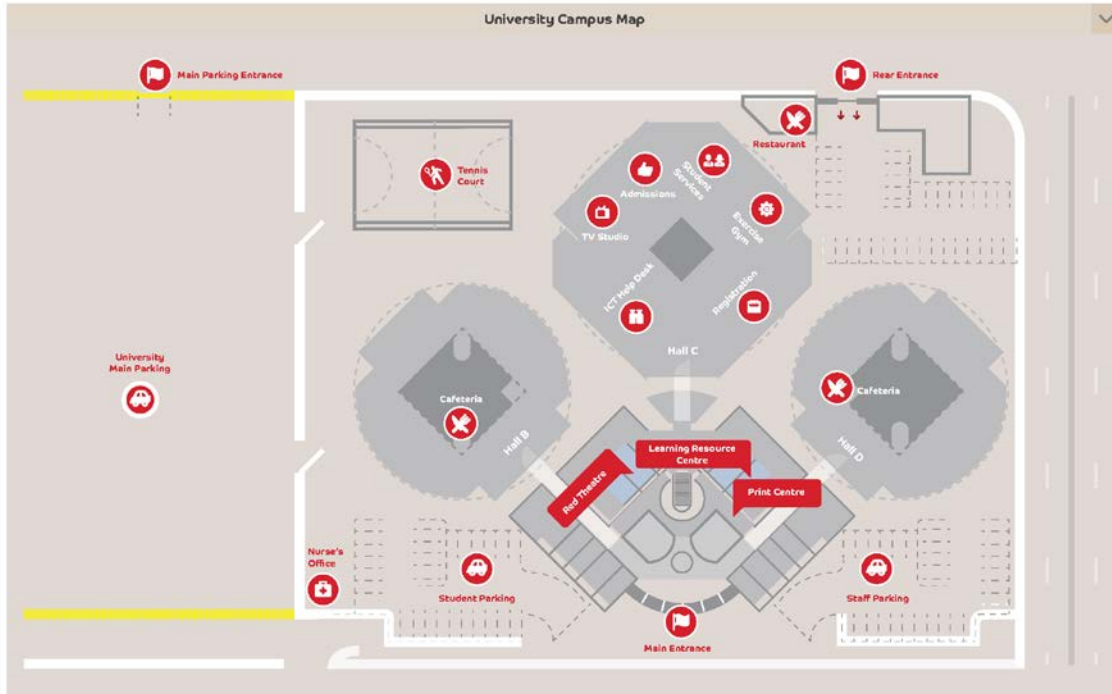 University Campus Map
Main Parking Entrance
Rear Entrance
Restaurant
Tennis
Court
Student
Services
Admissions
TV Studio
Exercise
Gym
ICT Help Desk
Registration
Hall C
University
Main Parking
Cafeteria
Cafeteria
Hall B
Hall D
Learning Resource
Centre
Red Theatre
Print Centre
Nurse's
Office
Student Parking
Staff Parking
Main Entrance